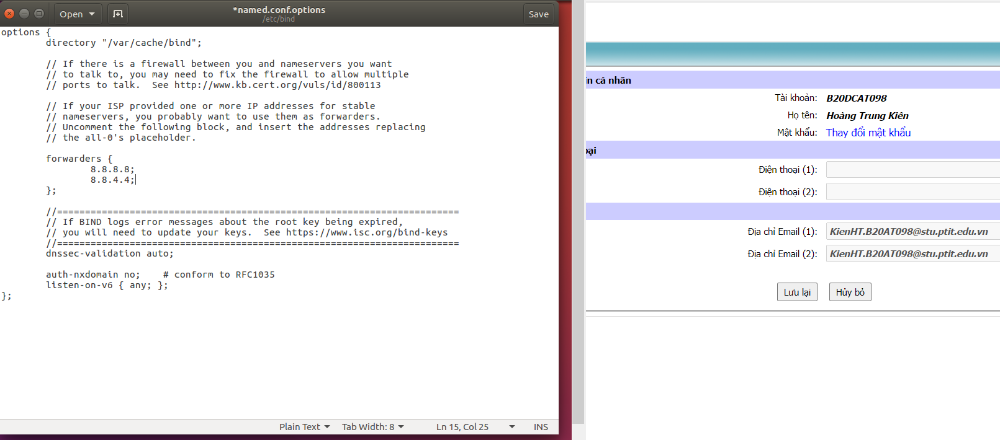 Open
*named.conf.options
/etc/bind
Save
options {
directory "/var/cache/bind";
// If there is a firewall between you and nameservers you want
// to talk to, you may need to fix the firewall to allow multiple
// ports to talk.  See http://www.kb.cert.org/vuls/id/800113
// If your ISP provided one or more IP addresses for stable
// nameservers, you probably want to use them as forwarders.
// Uncomment the following block, and insert the addresses replacing
// the all-0's placeholder.
forwarders {
8.8.8.8;
8.8.4.4;
};
//========================================================================
// If BIND logs error messages about the root key being expired,
// you will need to update your keys.  See https://www.isc.org/bind-keys
//========================================================================
dnssec-validation auto;
auth-nxdomain no;    # conform to RFC1035
listen-on-v6 { any; };
};
Plain Text Tab Width: 8 Ln 15, Col 25 INS
in cá nhân
Tài khoản: B20DCAT098
Họ tên: Hoàng Trung Kiên
Mật khẩu: Thay đổi mật khẩu
oại
Điện thoại (1):
Điện thoại (2):
Địa chỉ Email (1): KienHT.B20AT098@stu.ptit.edu.vn
Địa chỉ Email (2): KienHT.B20AT098@stu.ptit.edu.vn
Lưu lại Hủy bỏ